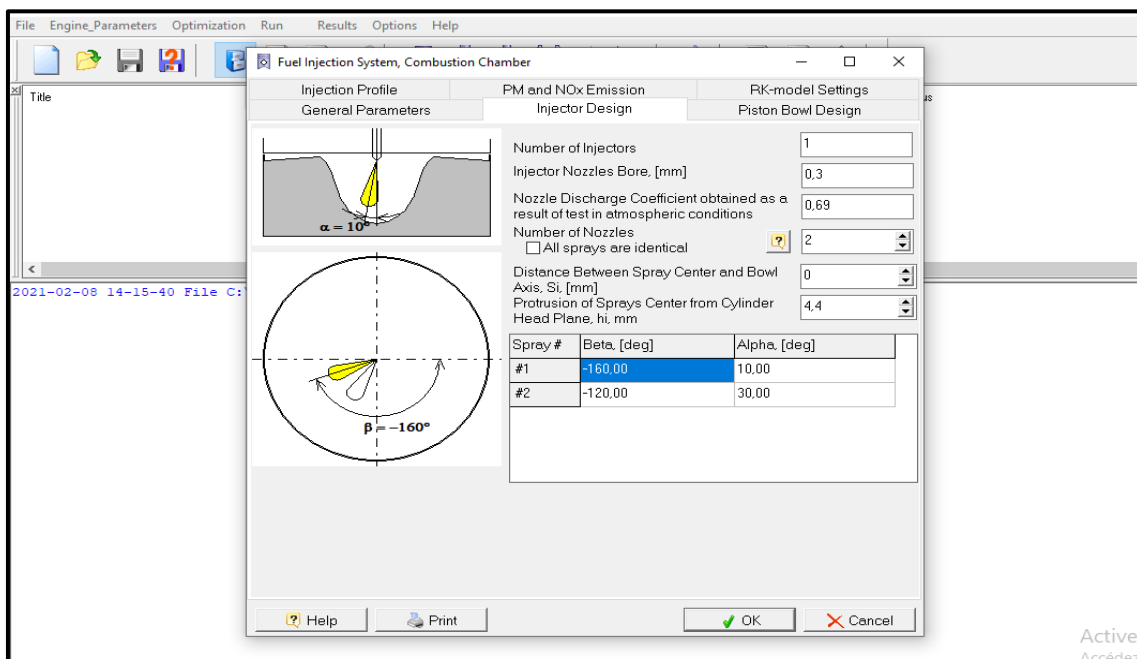 File Engine_Parameters Optimization Run Results Options Help
Fuel Injection System, Combustion Chamber
Title
Injection Profile PM and NOx Emission RK-model Settings
General Parameters Injector Design Piston Bowl Design
α = 10°
β = -160°
Number of Injectors 1
Injector Nozzles Bore, [mm] 0,3
Nozzle Discharge Coefficient obtained as a
result of test in atmospheric conditions 0,69
Number of Nozzles 2
All sprays are identical
Distance Between Spray Center and Bowl
Axis, Si, [mm] 0
Protrusion of Sprays Center from Cylinder
Head Plane, hi, mm 4,4
Spray # Beta, [deg] Alpha, [deg]
#1 -160,00 10,00
#2 -120,00 30,00
2021-02-08 14-15-40 File C:
Help Print OK Cancel
Active